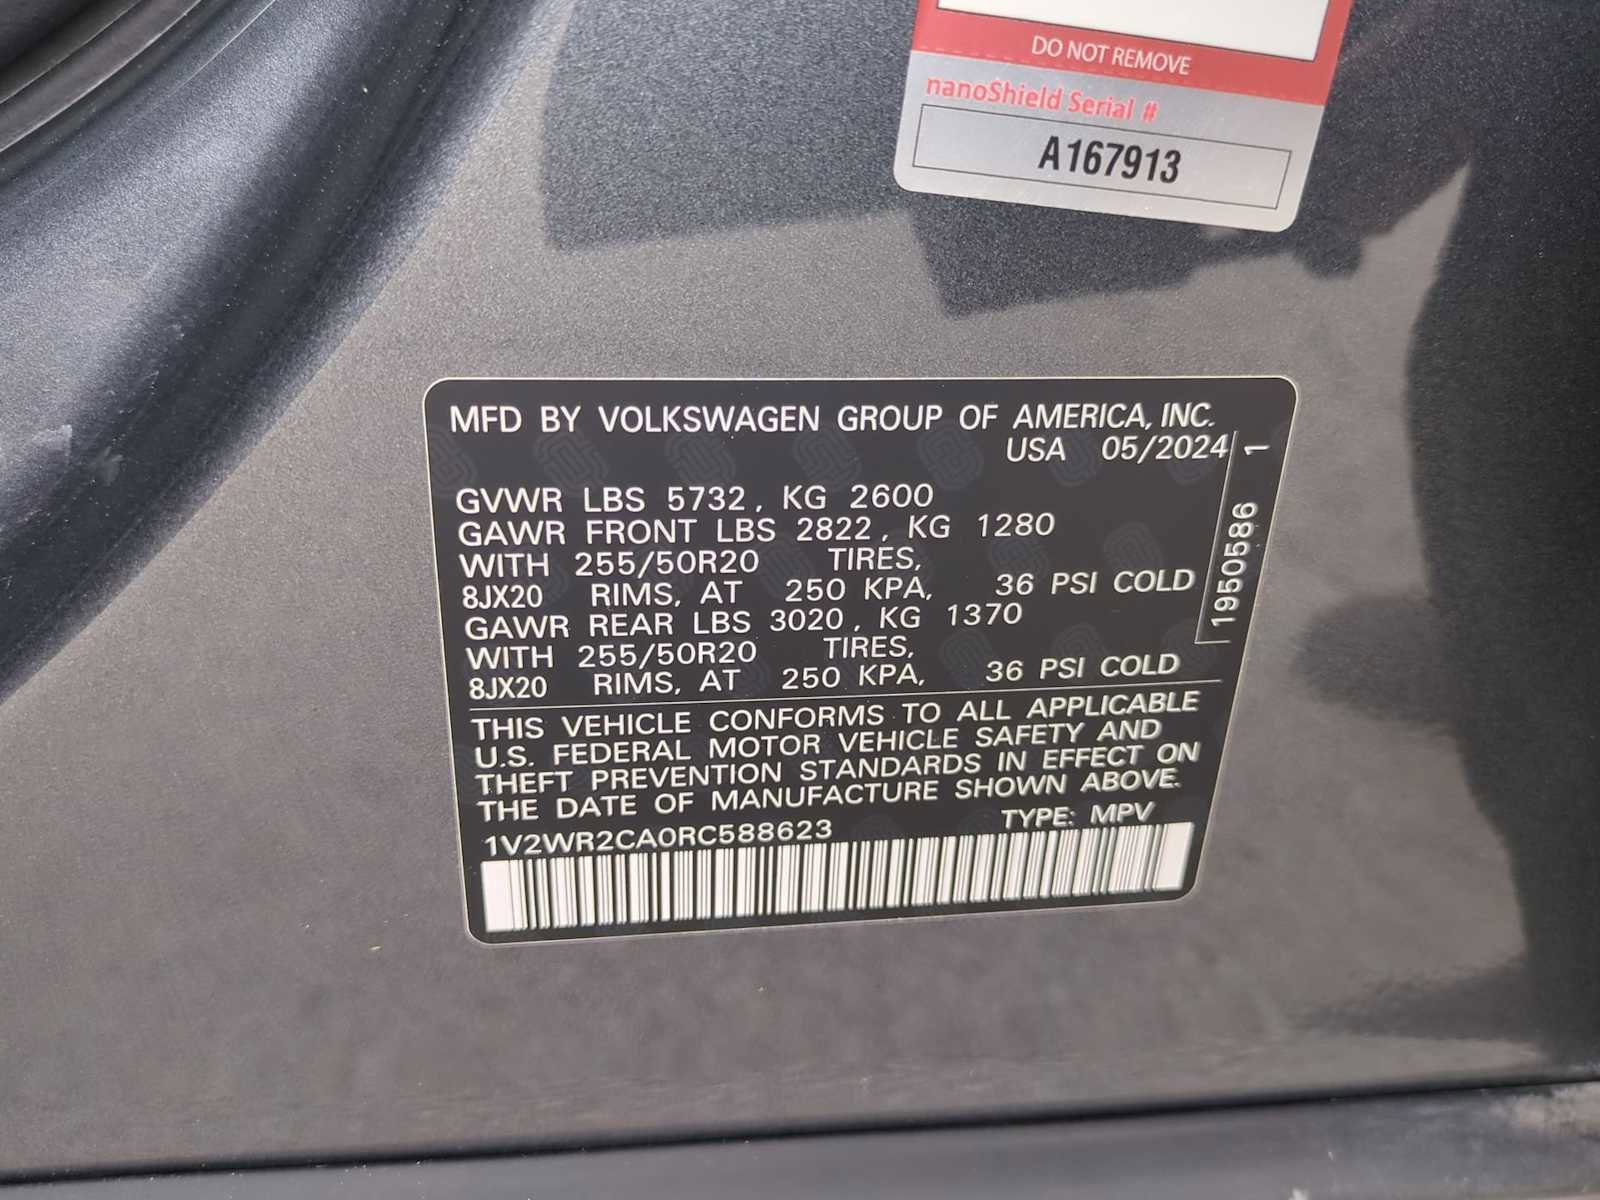 DO NOT REMOVE
nanoShield Serial #
A167913
MFD BY VOLKSWAGEN GROUP OF AMERICA, INC.
USA 05/2024
GVWR LBS 5732, KG 2600
GAWR FRONT LBS 2822, KG 1280
WITH 255/50R20 TIRES,
8JX20 RIMS, AT 250 KPA, 36 PSI COLD
GAWR REAR LBS 3020, KG 1370
WITH 255/50R20 TIRES,
8JX20 RIMS, AT 250 KPA, 36 PSI COLD
THIS VEHICLE CONFORMS TO ALL APPLICABLE
U.S. FEDERAL MOTOR VEHICLE SAFETY AND
THEFT PREVENTION STANDARDS IN EFFECT ON
THE DATE OF MANUFACTURE SHOWN ABOVE.
1V2WR2CA0RC588623 TYPE: MPV
1950586 1